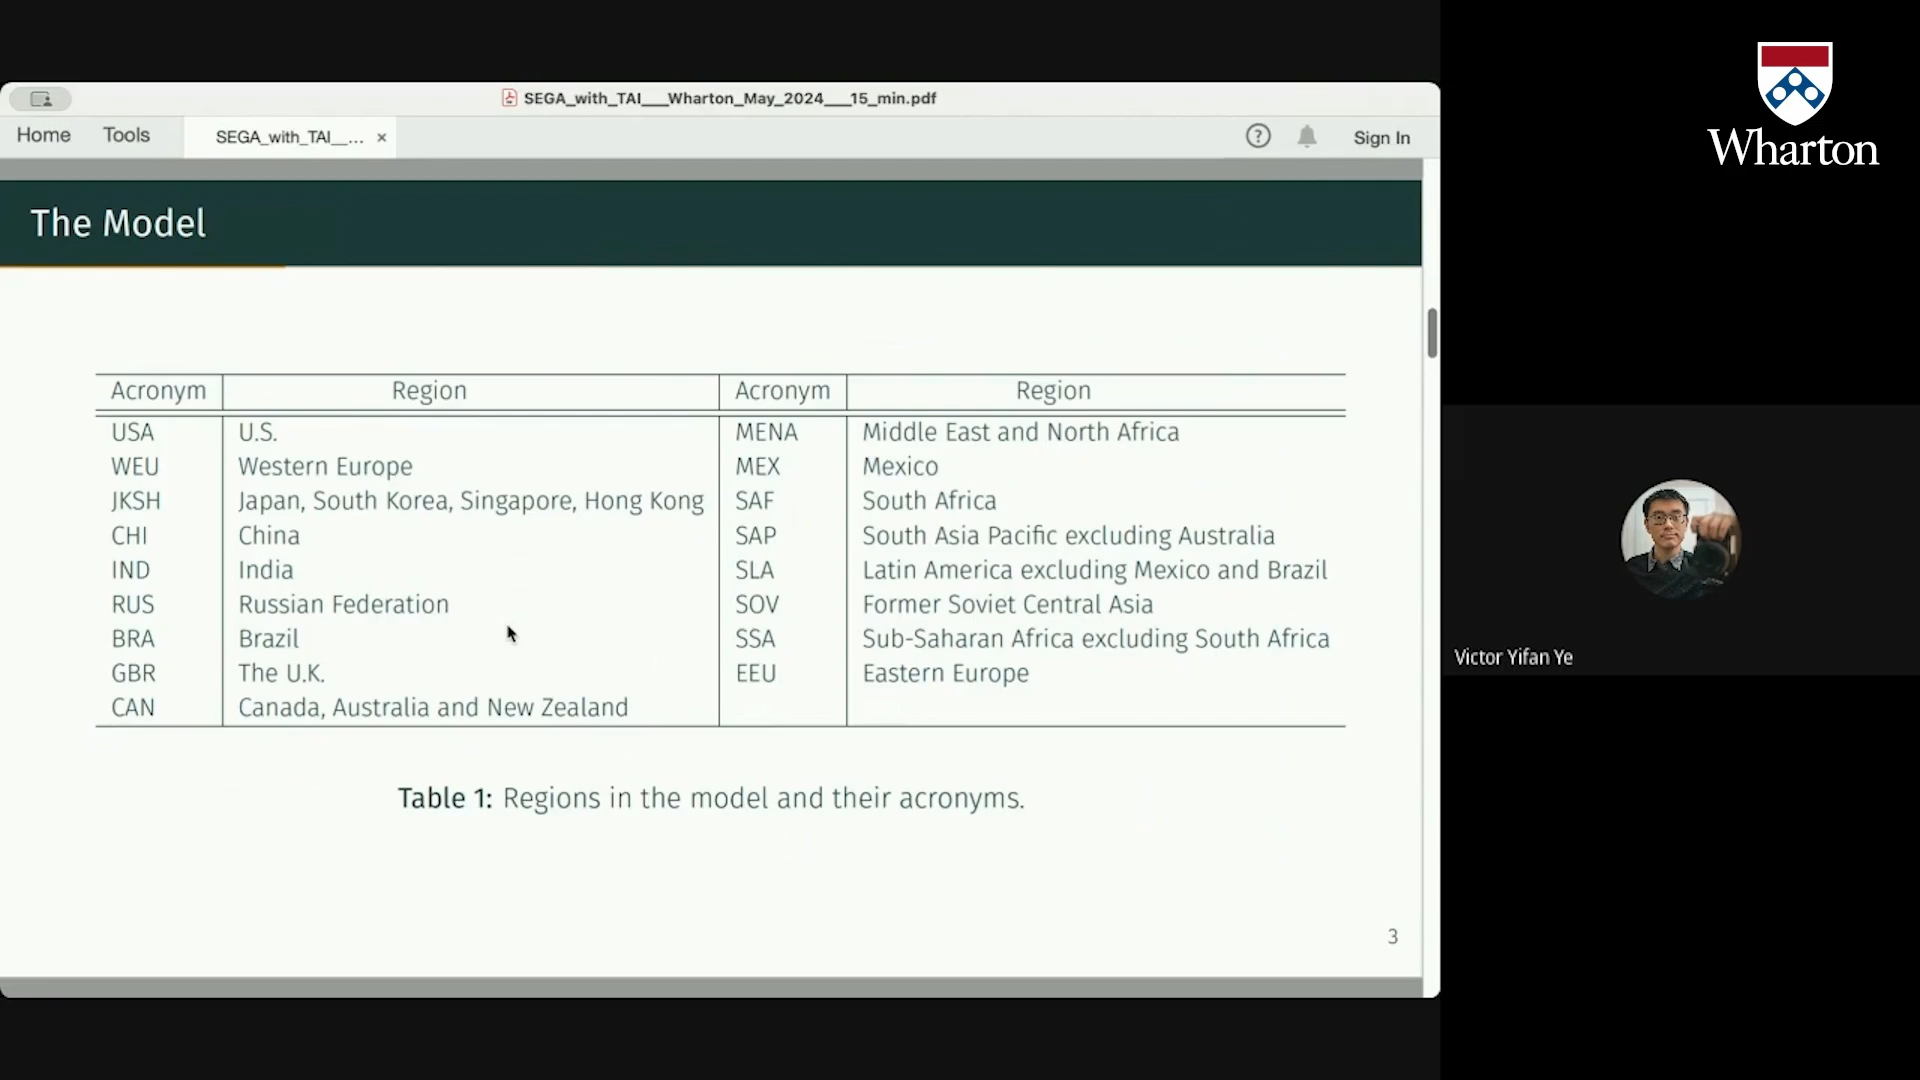 SEGA_with_TAI___Wharton_May_2024___15_min.pdf
Home Tools SEGA_with_TAI__... × ? Sign In
Wharton
The Model
Acronym Region Acronym Region
USA U.S. MENA Middle East and North Africa
WEU Western Europe MEX Mexico
JKSH Japan, South Korea, Singapore, Hong Kong SAF South Africa
CHI China SAP South Asia Pacific excluding Australia
IND India SLA Latin America excluding Mexico and Brazil
RUS Russian Federation SOV Former Soviet Central Asia
BRA Brazil SSA Sub-Saharan Africa excluding South Africa
GBR The U.K. EEU Eastern Europe
CAN Canada, Australia and New Zealand
Table 1: Regions in the model and their acronyms.
3
Victor Yifan Ye